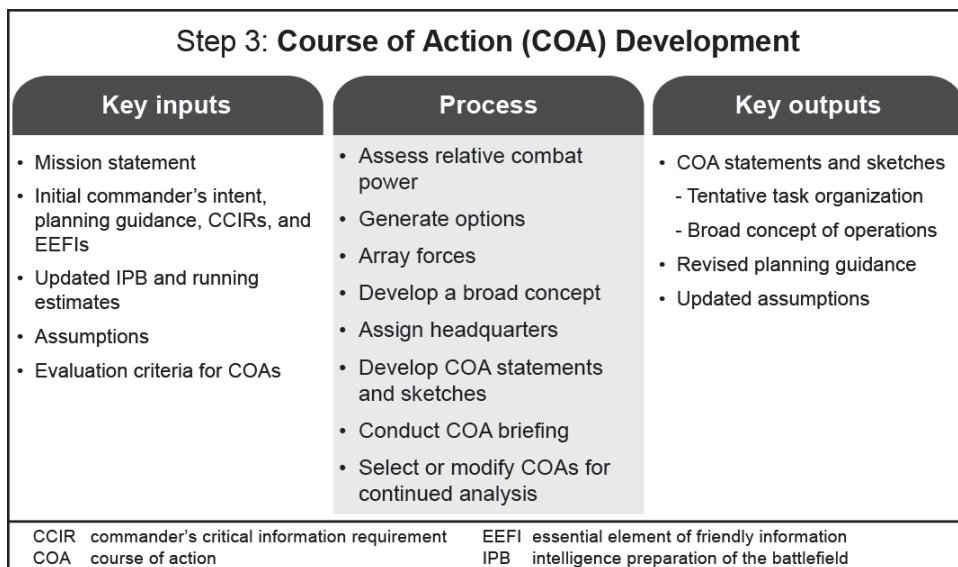 Step 3: Course of Action (COA) Development
Key inputs
• Mission statement
• Initial commander's intent,
planning guidance, CCIRs, and
EEFIs
• Updated IPB and running
estimates
• Assumptions
• Evaluation criteria for COAs
Process
• Assess relative combat
power
• Generate options
• Array forces
• Develop a broad concept
• Assign headquarters
• Develop COA statements
and sketches
• Conduct COA briefing
• Select or modify COAs for
continued analysis
Key outputs
• COA statements and sketches
- Tentative task organization
- Broad concept of operations
• Revised planning guidance
• Updated assumptions
CCIR commander's critical information requirement
COA course of action
EEFI essential element of friendly information
IPB intelligence preparation of the battlefield